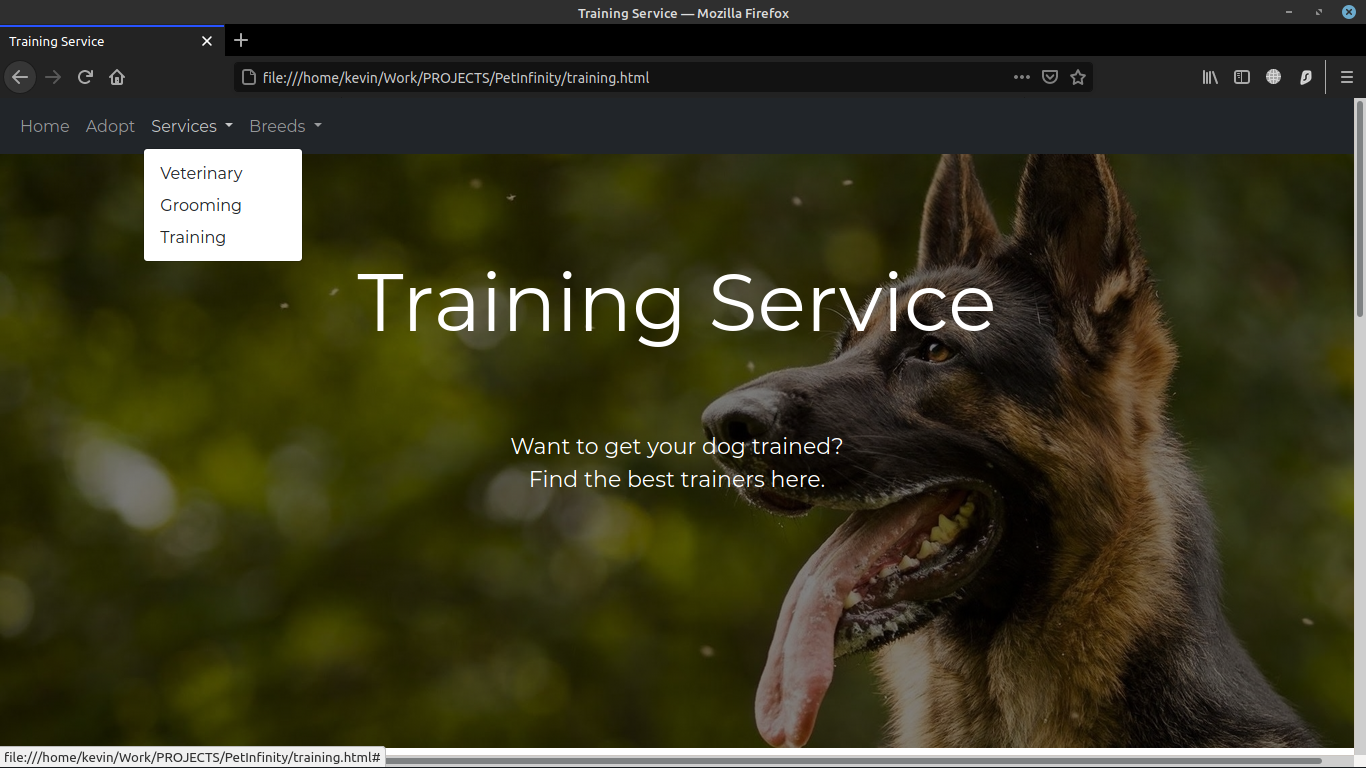 Training Service — Mozilla Firefox
Training Service
file:///home/kevin/Work/PROJECTS/PetInfinity/training.html
Home Adopt Services Breeds
Veterinary
Grooming
Training
Training Service
Want to get your dog trained?
Find the best trainers here.
file:///home/kevin/Work/PROJECTS/PetInfinity/training.html#